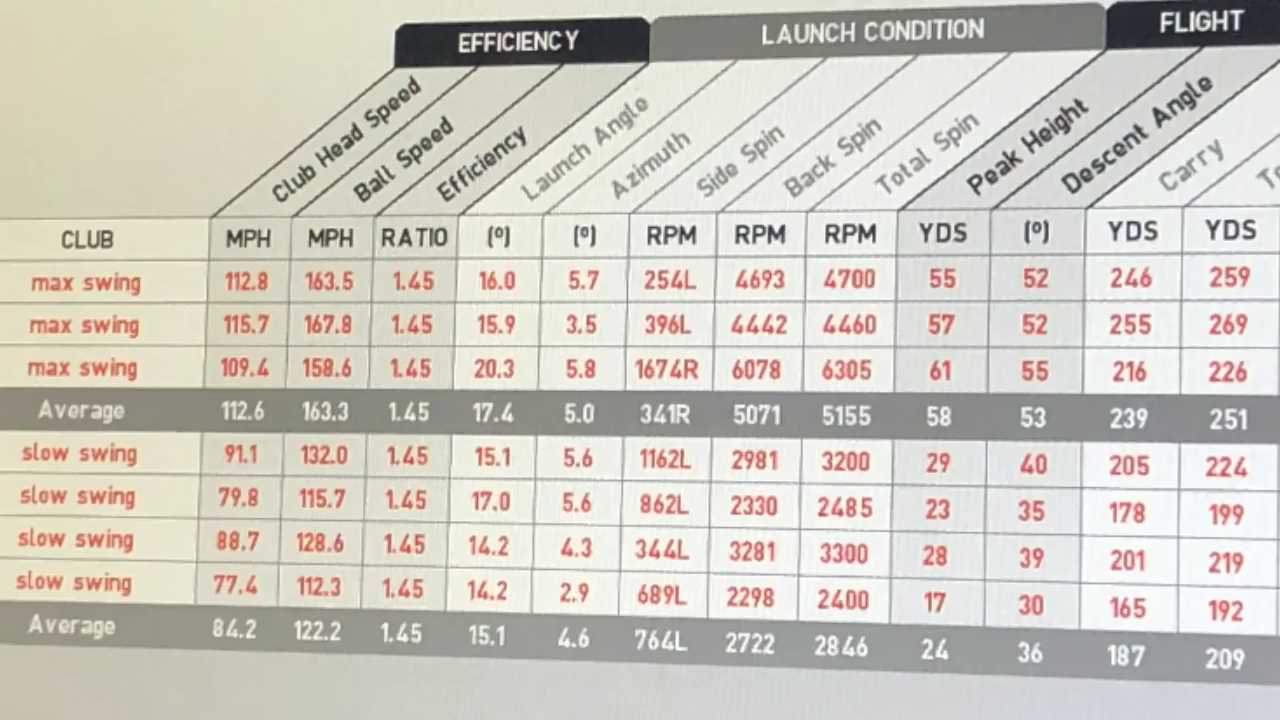 EFFICIENCY LAUNCH CONDITION FLIGHT
Club Head Speed Ball Speed Efficiency Launch Angle Azimuth Side Spin Back Spin Total Spin Peak Height Descent Angle Carry
CLUB MPH MPH RATIO (°) (°) RPM RPM RPM YDS (°) YDS YDS
max swing 112.8 163.5 1.45 16.0 5.7 254L 4693 4700 55 52 246 259
max swing 115.7 167.8 1.45 15.9 3.5 396L 4442 4460 57 52 255 269
max swing 109.4 158.6 1.45 20.3 5.8 1674R 6078 6305 61 55 216 226
Average 112.6 163.3 1.45 17.4 5.0 341R 5071 5155 58 53 239 251
slow swing 91.1 132.0 1.45 15.1 5.6 1162L 2981 3200 29 40 205 224
slow swing 79.8 115.7 1.45 17.0 5.6 862L 2330 2485 23 35 178 199
slow swing 88.7 128.6 1.45 14.2 4.3 344L 3281 3300 28 39 201 219
slow swing 77.4 112.3 1.45 14.2 2.9 689L 2298 2400 17 30 165 192
Average 84.2 122.2 1.45 15.1 4.6 764L 2722 2846 24 36 187 209